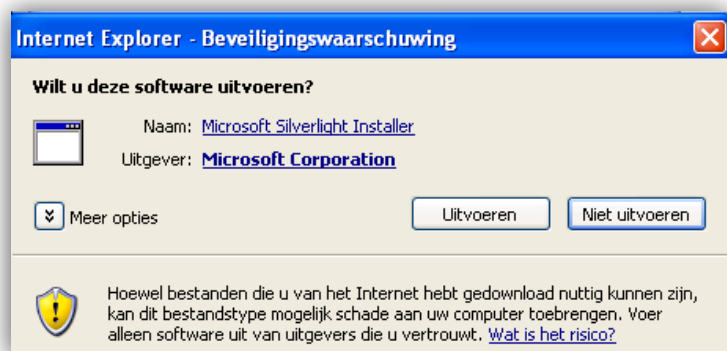 Internet Explorer - Beveiligingswaarschuwing
Wilt u deze software uitvoeren?
Naam: Microsoft Silverlight Installer
Uitgever: Microsoft Corporation
Meer opties
Uitvoeren
Niet uitvoeren
Hoewel bestanden die u van het Internet hebt gedownload nuttig kunnen zijn,
kan dit bestandstype mogelijk schade aan uw computer toebrengen. Voer
alleen software uit van uitgevers die u vertrouwt. Wat is het risico?